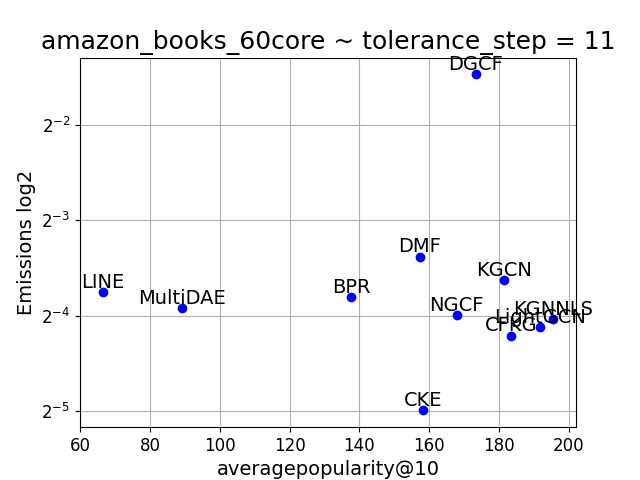 amazon_books_60core ~ tolerance_step = 11
DGCF
2⁻²
2⁻³
DMF
KGCN
LINE
MultiDAE
BPR
NGCF
KGNNLS
LightGCN
CFKG
2⁻⁴
CKE
2⁻⁵
Emissions log2
60 80 100 120 140 160 180 200
averagepopularity@10